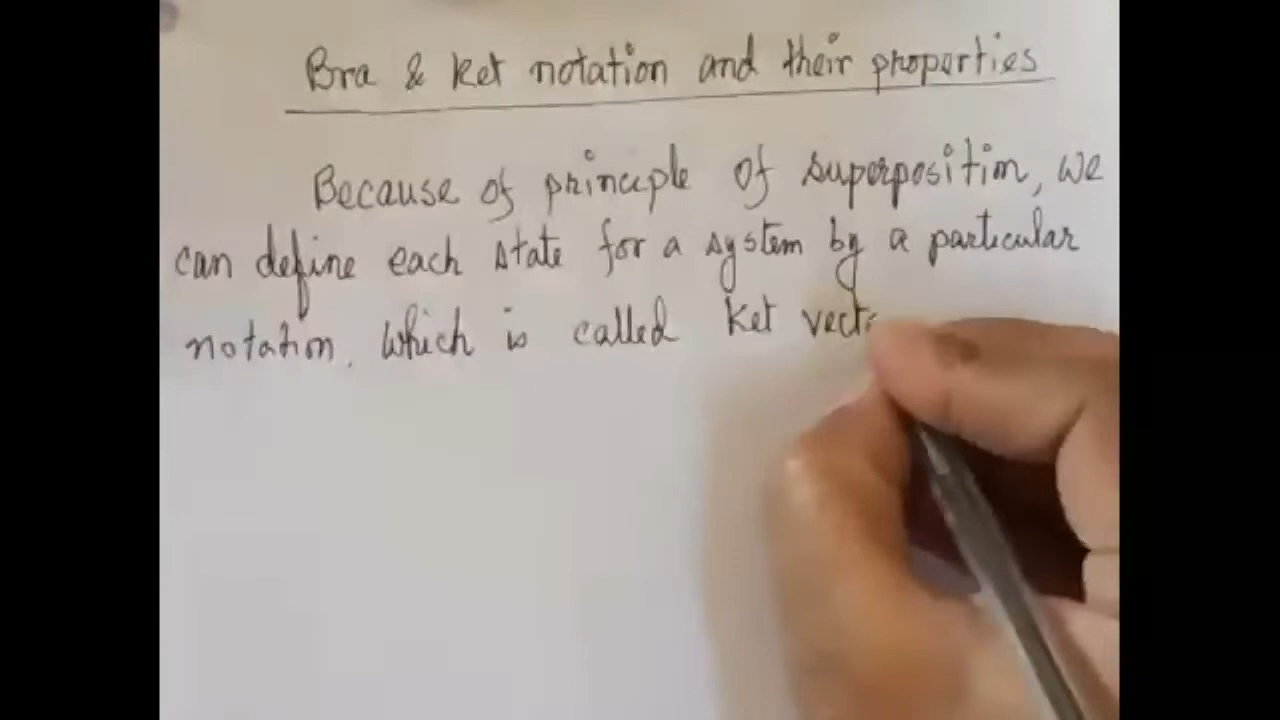 Bra & Ket notation and their properties
Because of principle of superposition, we
can define each state for a system by a particular
notation. Which is called Ket vect